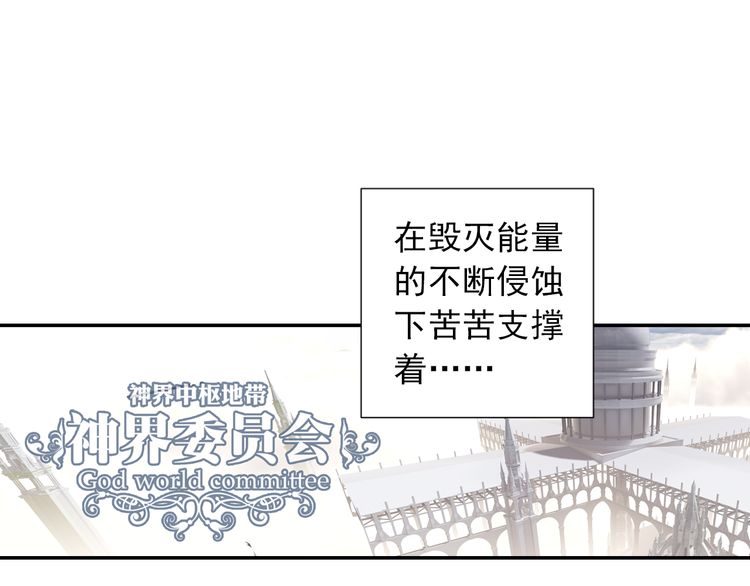 在毁灭能量
的不断侵蚀
下苦苦支撑
着……
神界中枢地带
神界委员会
God world committee